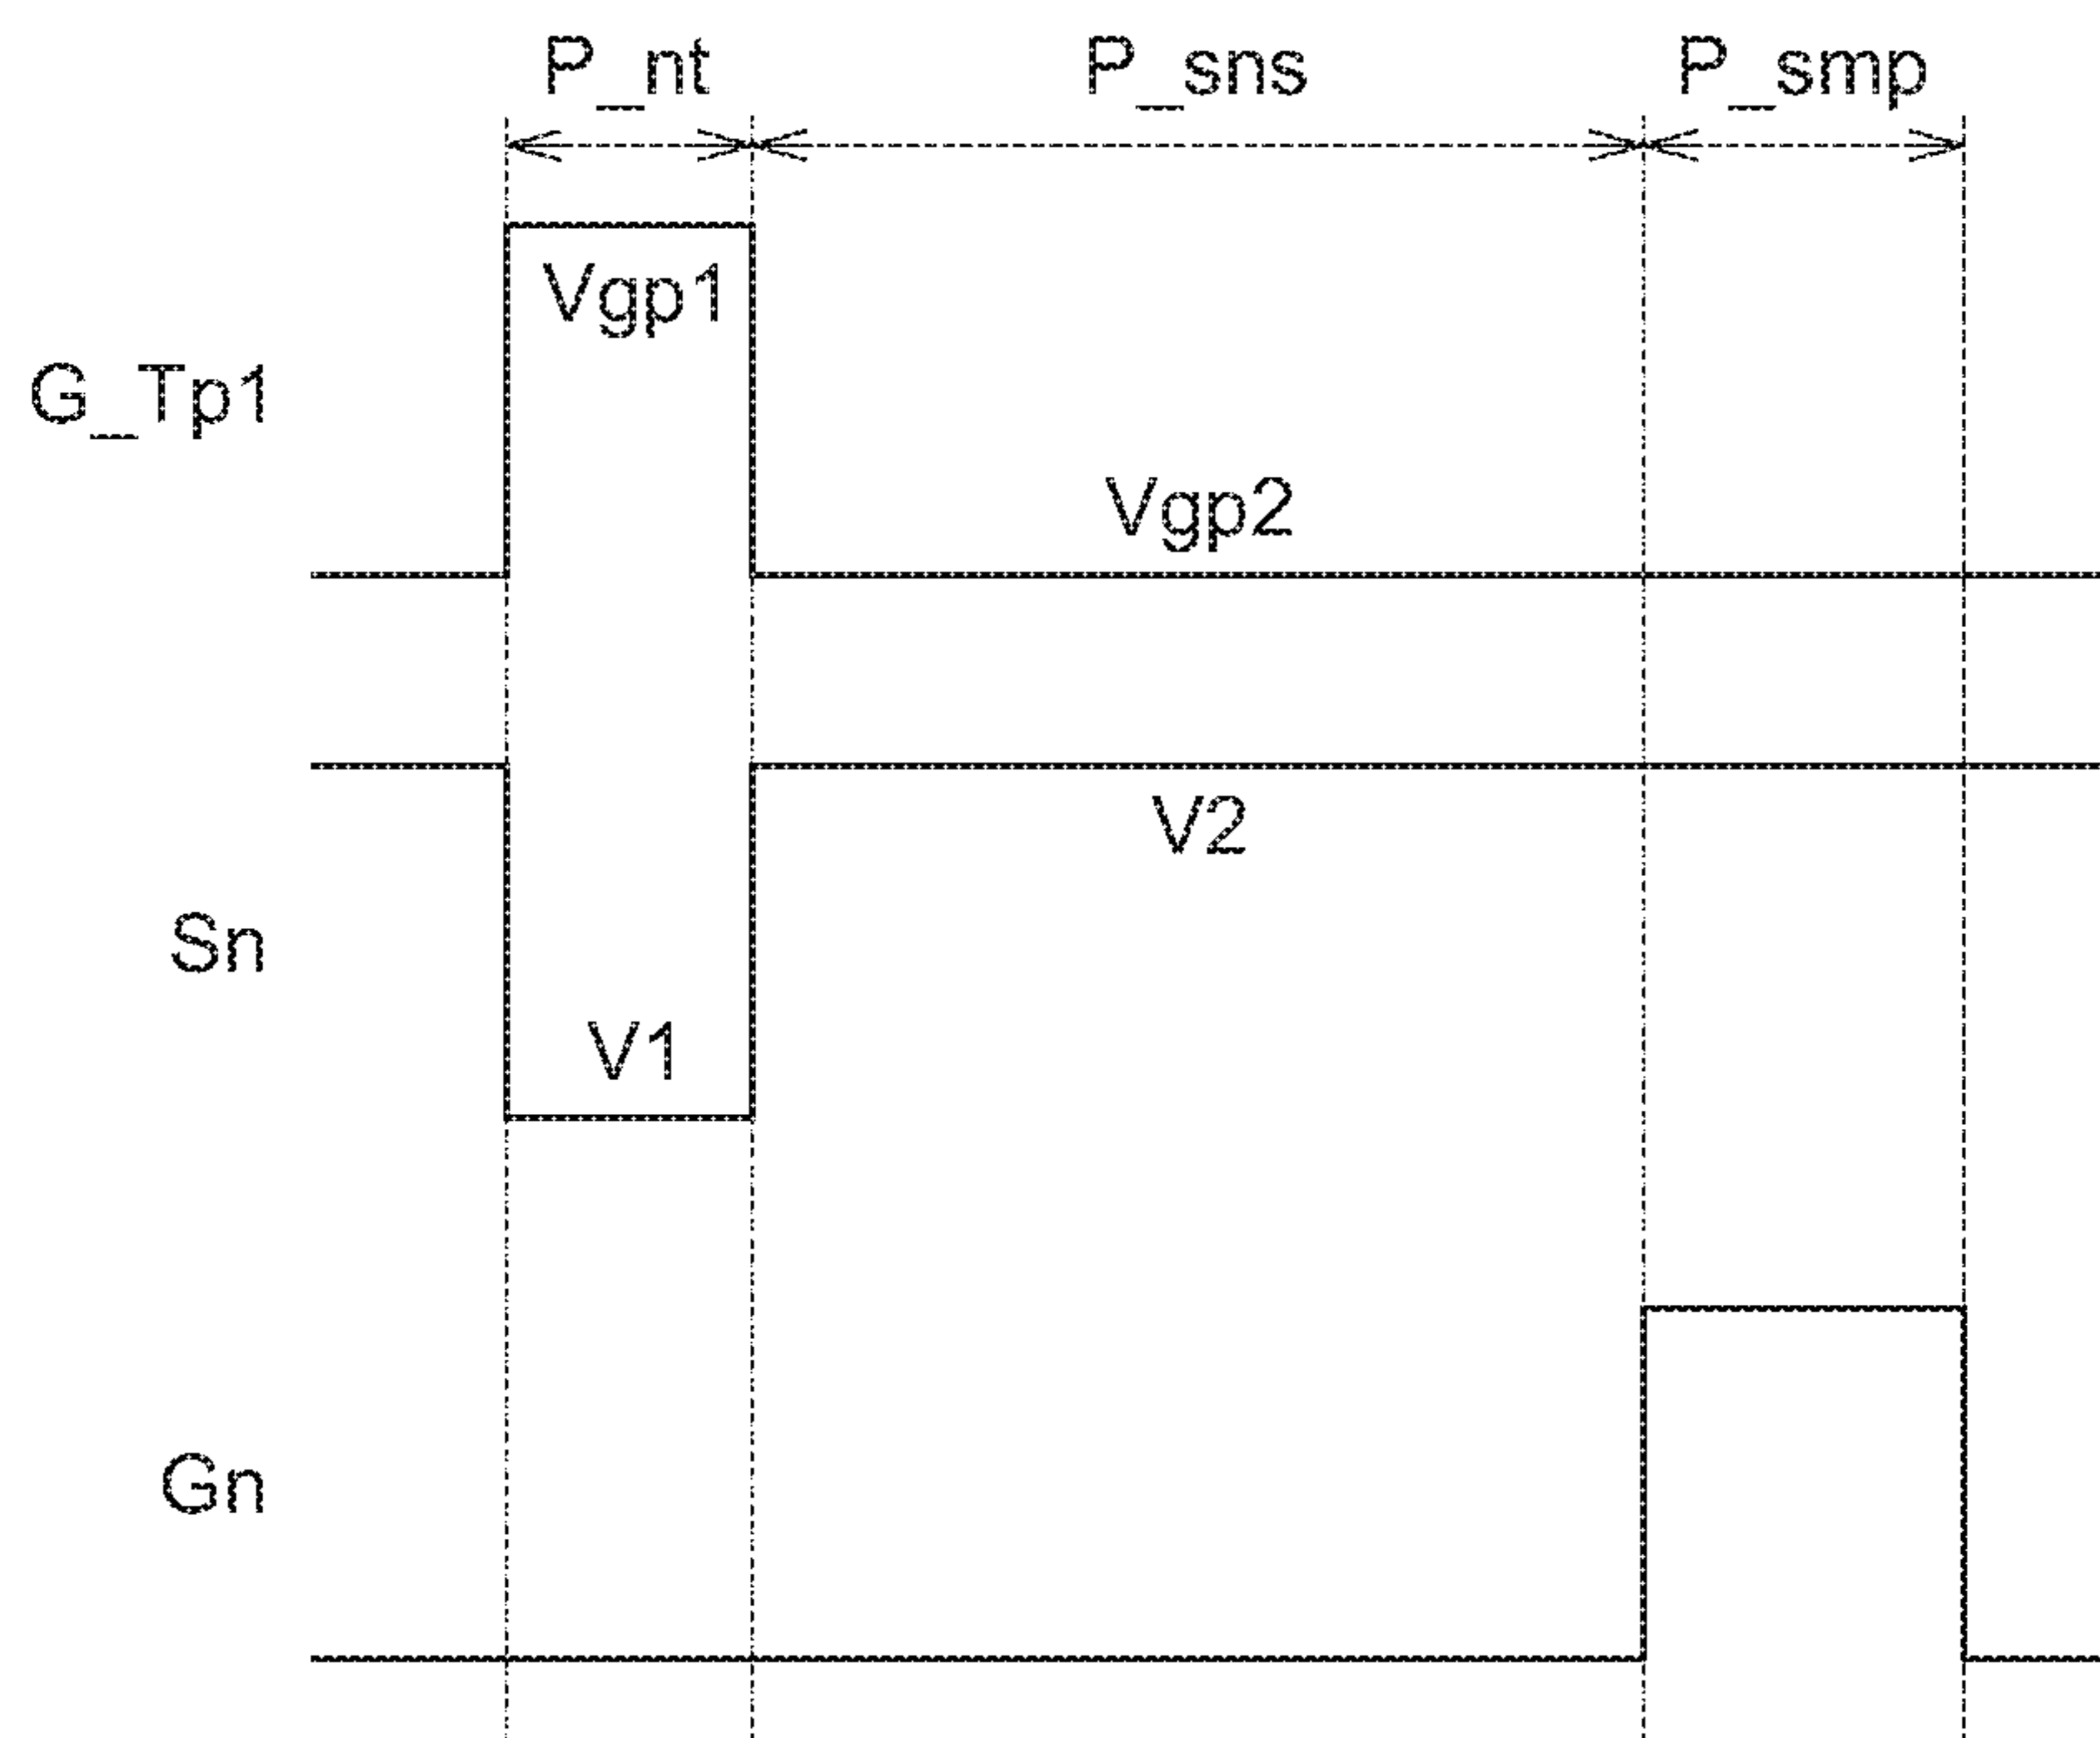 P_nt P_sns P_smp
Vgp1
G_Tp1
Vgp2
V2
Sn
V1
Gn